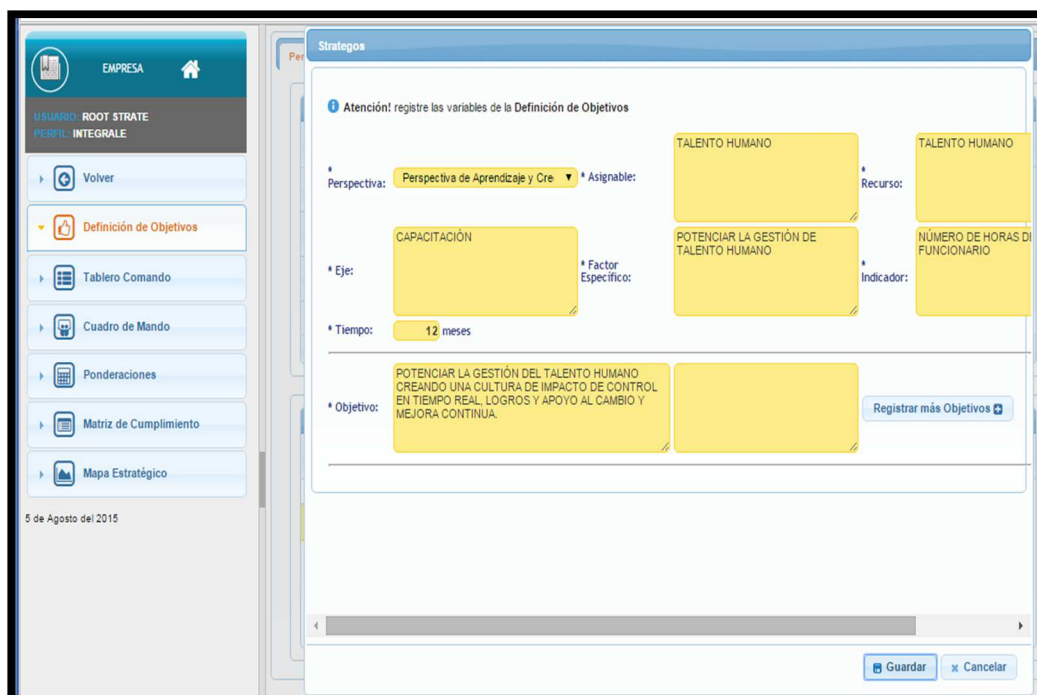 EMPRESA
USUARIO: ROOT STRATE
PERFIL: INTEGRALE
Volver
Definición de Objetivos
Tablero Comando
Cuadro de Mando
Ponderaciones
Matriz de Cumplimiento
Mapa Estratégico
5 de Agosto del 2015
Per
Strategos
Atención! registre las variables de la Definición de Objetivos
* Perspectiva:
Perspectiva de Aprendizaje y Cre
* Asignable:
TALENTO HUMANO
* Recurso:
TALENTO HUMANO
* Eje:
CAPACITACIÓN
* Factor
Específico:
POTENCIAR LA GESTIÓN DE
TALENTO HUMANO
* Indicador:
NÚMERO DE HORAS DE
FUNCIONARIO
* Tiempo:
12 meses
* Objetivo:
POTENCIAR LA GESTIÓN DEL TALENTO HUMANO
CREANDO UNA CULTURA DE IMPACTO DE CONTROL
EN TIEMPO REAL, LOGROS Y APOYO AL CAMBIO Y
MEJORA CONTINUA.
Registrar más Objetivos
Guardar
Cancelar